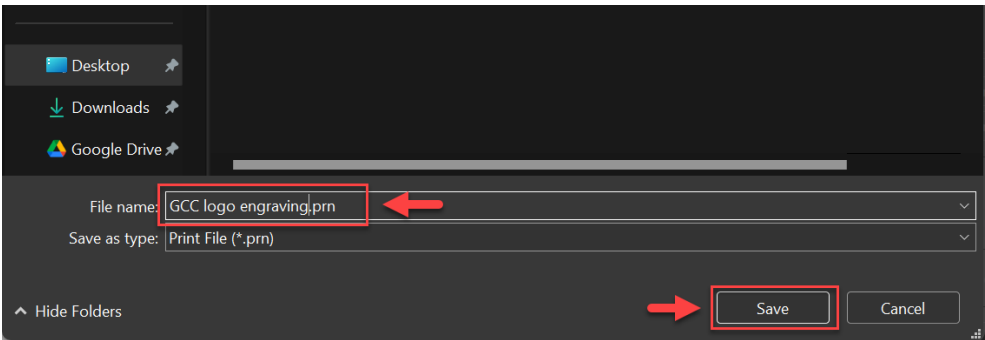 Desktop
Downloads
Google Drive
File name: GCC logo engraving.prn
Save as type: Print File (*.prn)
Hide Folders
Save
Cancel